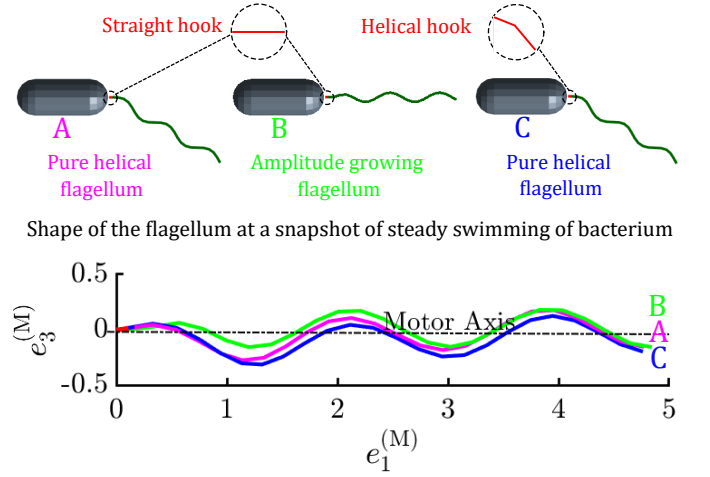 Straight hook
Helical hook
A
B
C
Pure helical
flagellum
Amplitude growing
flagellum
Pure helical
flagellum
Shape of the flagellum at a snapshot of steady swimming of bacterium
0.5
0
-0.5
e₃⁽ᴹ⁾
Motor Axis
B
A
C
0 1 2 3 4 5
e₁⁽ᴹ⁾